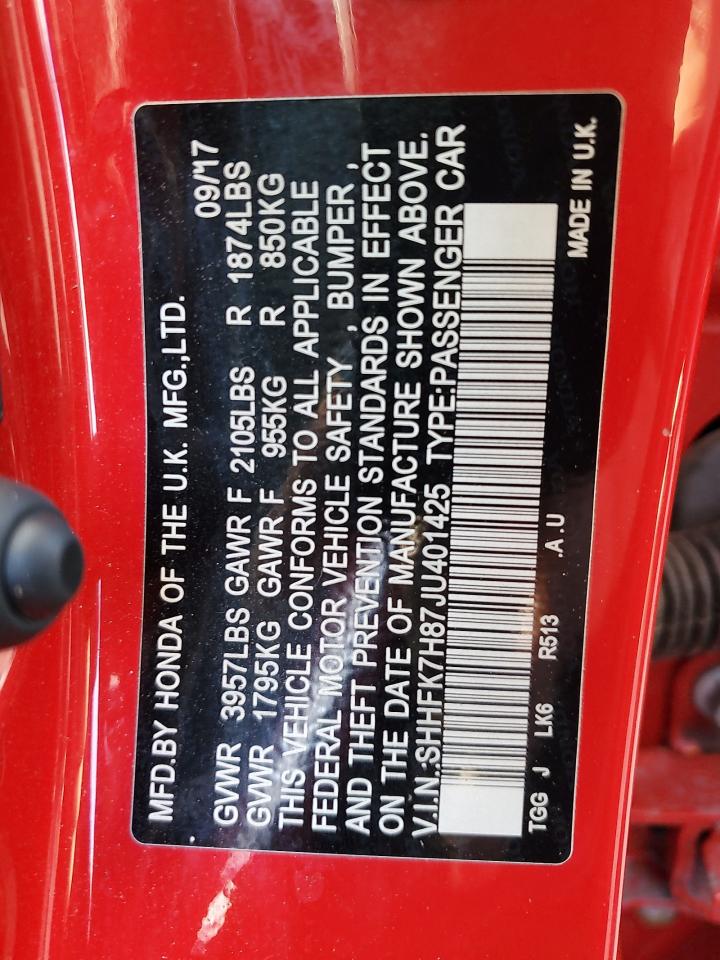 MFD.BY HONDA OF THE U.K. MFG.,LTD.
09/'17
GVWR 3957LBS GAWR F 2105LBS R 1874LBS
GVWR 1795KG GAWR F 955KG R 850KG
THIS VEHICLE CONFORMS TO ALL APPLICABLE
FEDERAL MOTOR VEHICLE SAFETY , BUMPER ,
AND THEFT PREVENTION STANDARDS IN EFFECT
ON THE DATE OF MANUFACTURE SHOWN ABOVE.
V.I.N.:SHHFK7H87JU401425 TYPE:PASSENGER CAR
TGG J LK6 R513 .A.U
MADE IN U.K.